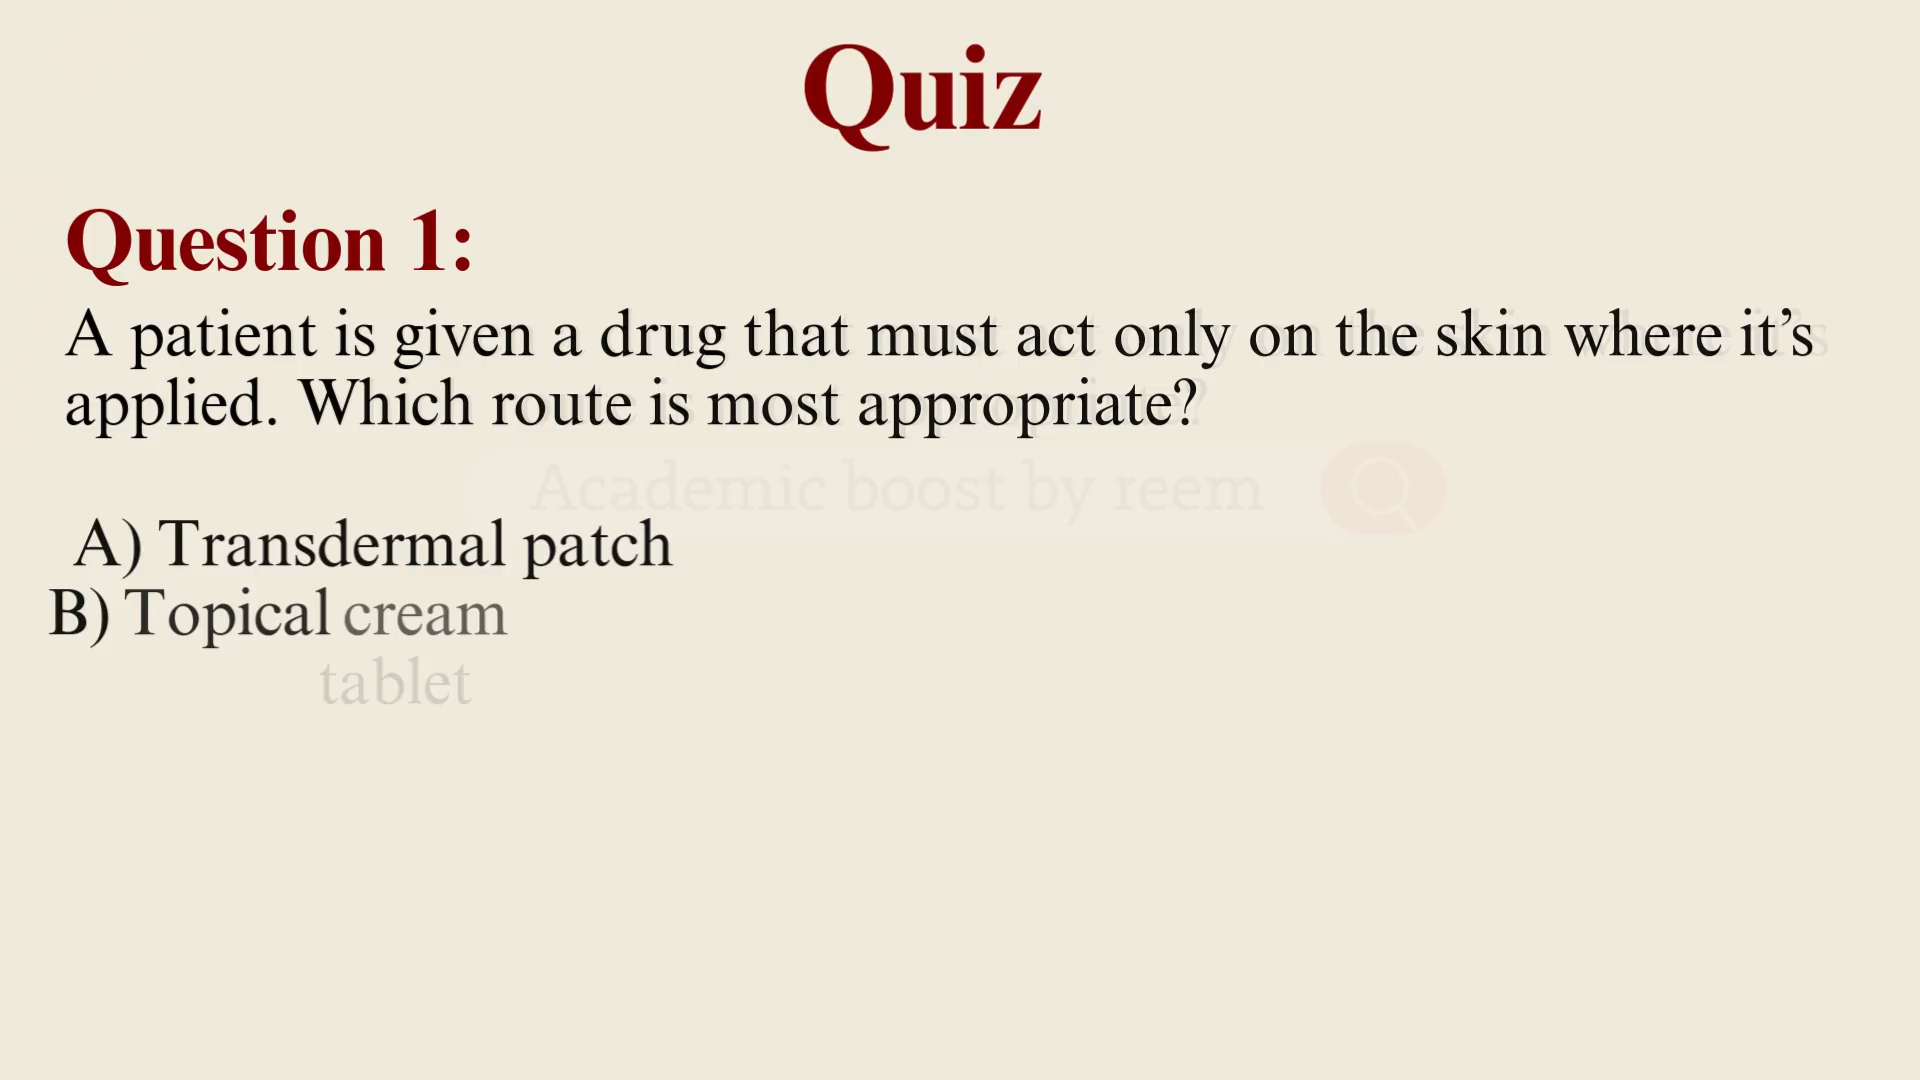 Quiz
Question 1:
A patient is given a drug that must act only on the skin where it’s
applied. Which route is most appropriate?
Academic boost by reem
A) Transdermal patch
B) Topical cream
tablet